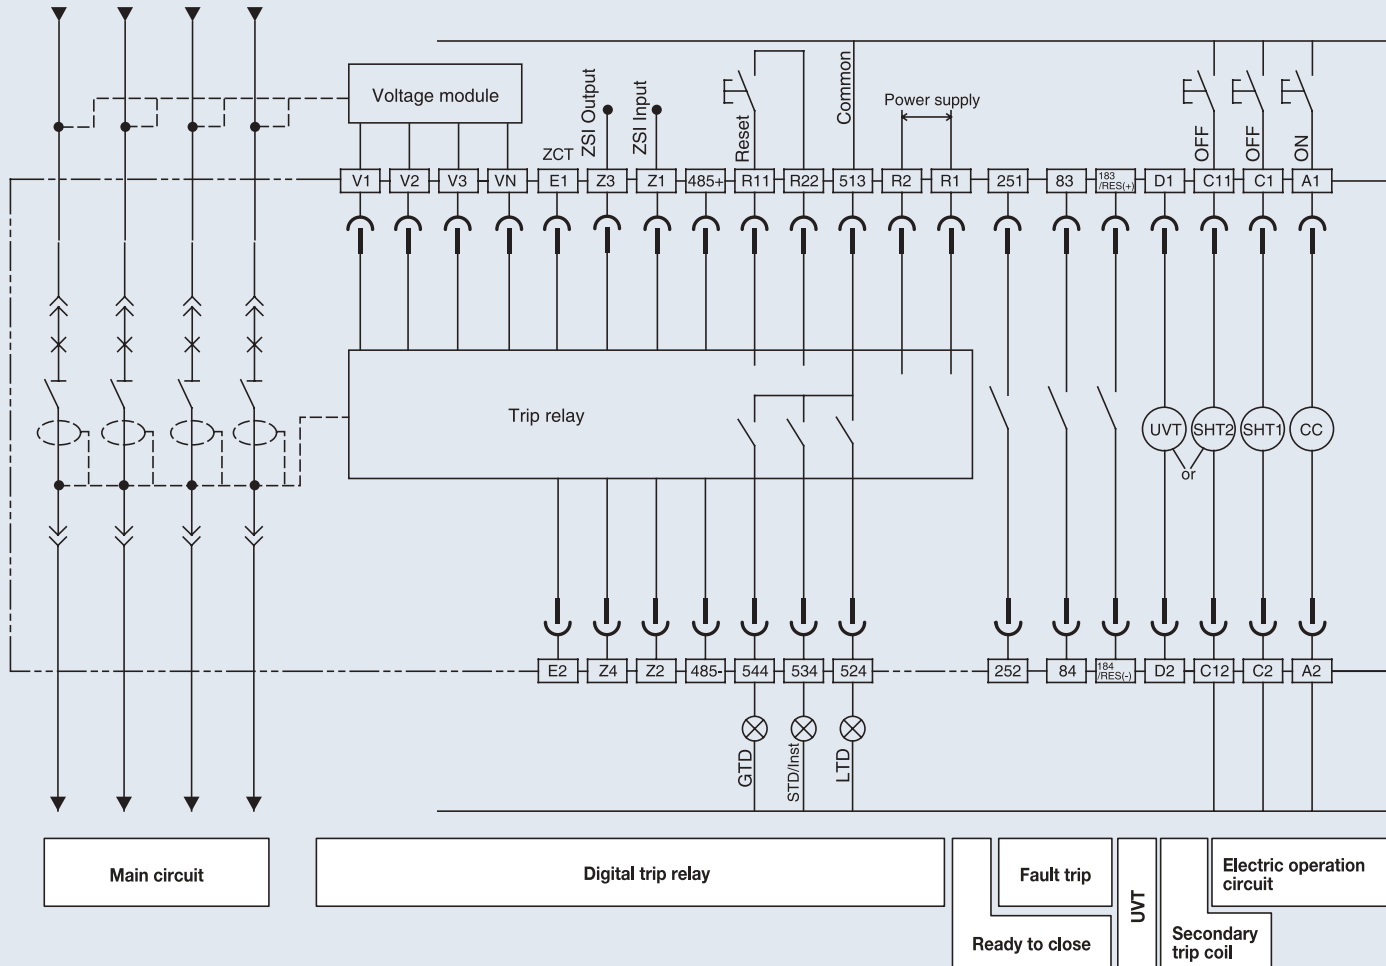 Voltage module
ZCT
ZSI Output
ZSI Input
Reset
Common
Power supply
OFF
OFF
ON
V1 V2 V3 VN E1 Z3 Z1 485+ R11 R22 513 R2 R1 251 83 183 /RES(+) D1 C11 C1 A1
Trip relay
UVT SHT2 SHT1 CC
or
E2 Z4 Z2 485- 544 534 524 252 84 184 /RES(-) D2 C12 C2 A2
GTD
STD/Inst
LTD
Main circuit
Digital trip relay
Ready to close
Fault trip
UVT
Secondary
trip coil
Electric operation
circuit